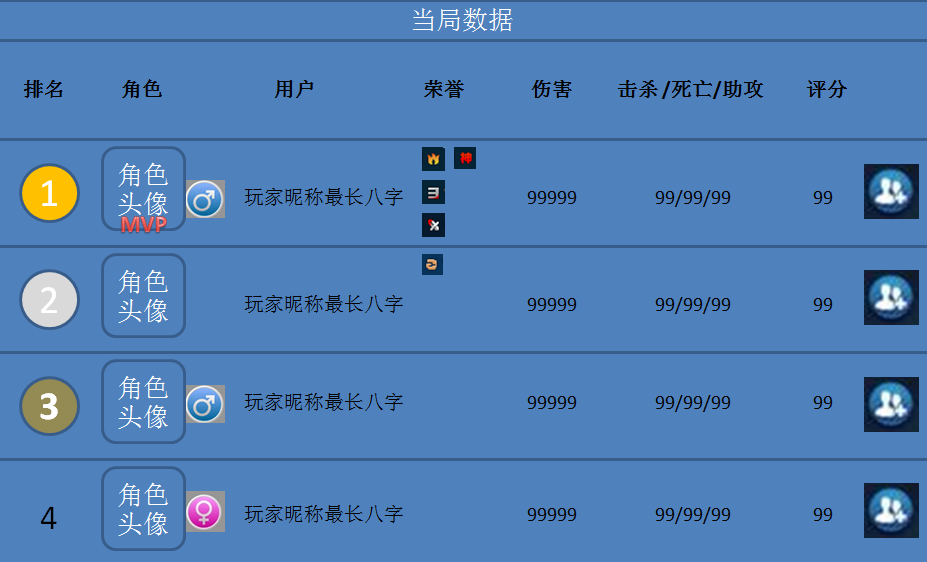 当局数据
排名 角色 用户 荣誉 伤害 击杀/死亡/助攻 评分
1 角色 玩家昵称最长八字 神 99999 99/99/99 99
头像
MVP
2 角色 玩家昵称最长八字 99999 99/99/99 99
头像
3 角色 玩家昵称最长八字 99999 99/99/99 99
头像
4 角色 玩家昵称最长八字 99999 99/99/99 99
头像